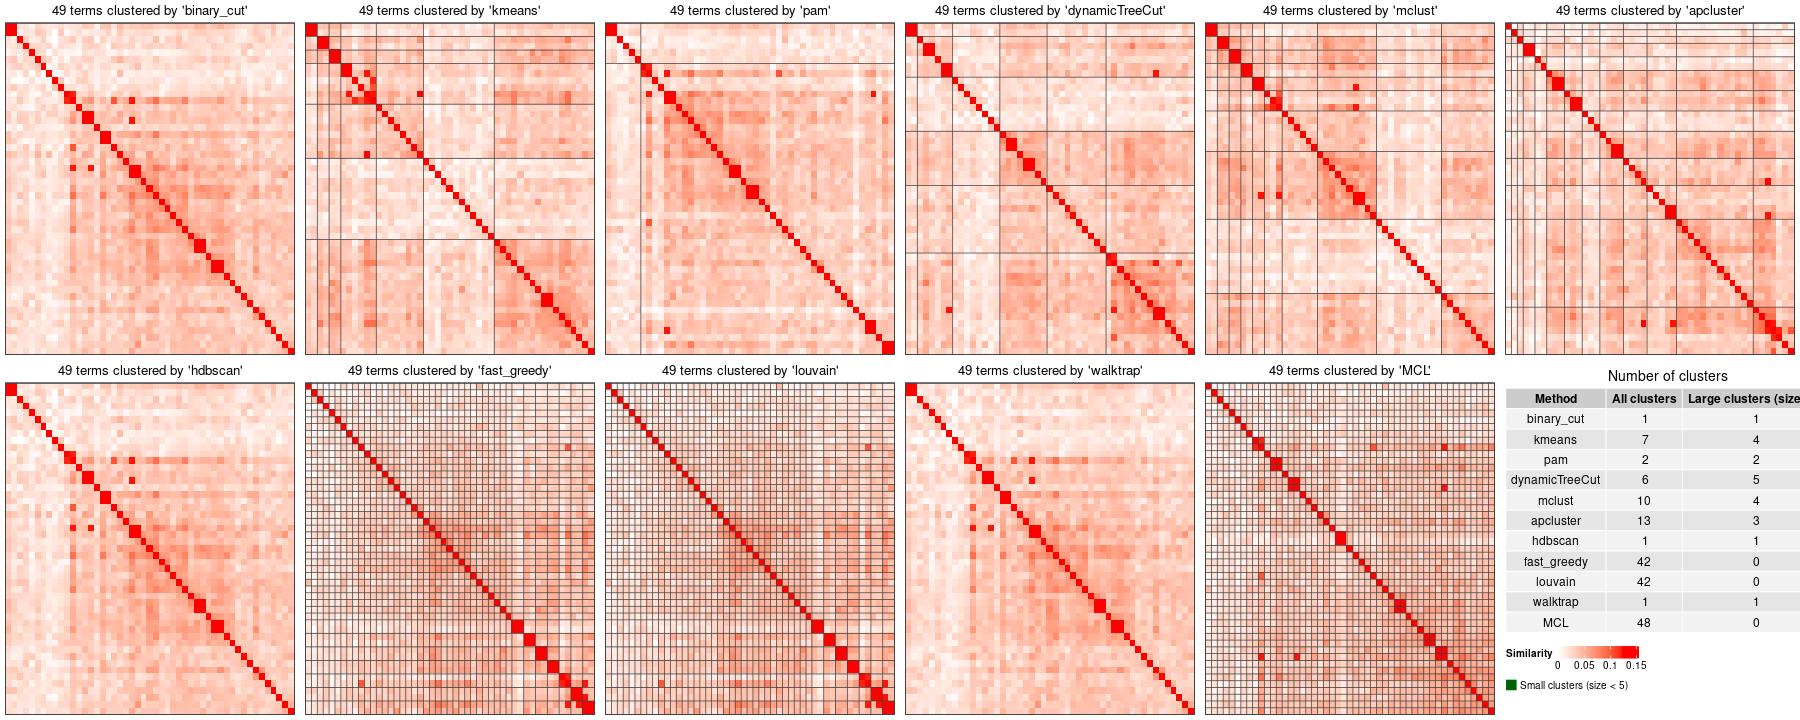 49 terms clustered by 'binary_cut'
49 terms clustered by 'kmeans'
49 terms clustered by 'pam'
49 terms clustered by 'dynamicTreeCut'
49 terms clustered by 'mclust'
49 terms clustered by 'apcluster'
49 terms clustered by 'hdbscan'
49 terms clustered by 'fast_greedy'
49 terms clustered by 'louvain'
49 terms clustered by 'walktrap'
49 terms clustered by 'MCL'
Number of clusters
Method All clusters Large clusters (size
binary_cut 1 1
kmeans 7 4
pam 2 2
dynamicTreeCut 6 5
mclust 10 4
apcluster 13 3
hdbscan 1 1
fast_greedy 42 0
louvain 42 0
walktrap 1 1
MCL 48 0
Similarity
0 0.05 0.1 0.15
Small clusters (size < 5)